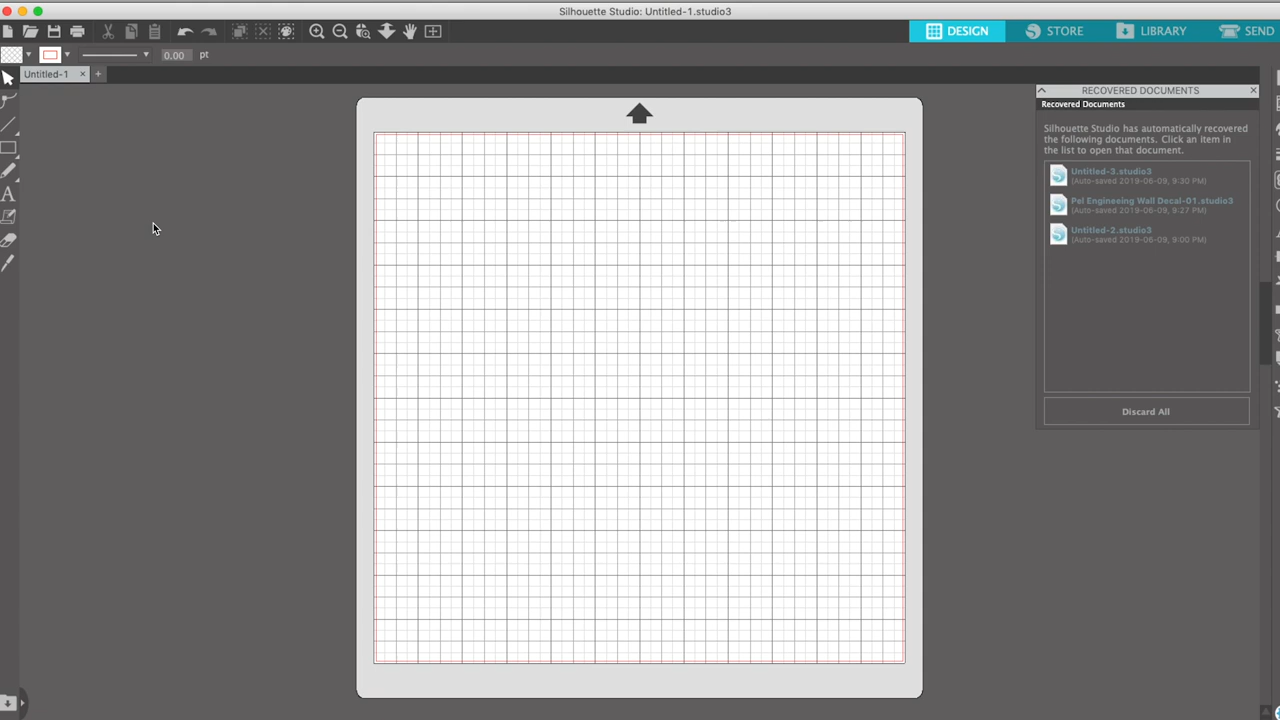 Silhouette Studio: Untitled-1.studio3
DESIGN
STORE
LIBRARY
SEND
0.00 pt
Untitled-1
RECOVERED DOCUMENTS
Recovered Documents
Silhouette Studio has automatically recovered
the following documents. Click an item in
the list to open that document.
Untitled-3.studio3
(Auto-saved 2019-06-09, 9:30 PM)
Pel Engineeing Wall Decal-01.studio3
(Auto-saved 2019-06-09, 9:27 PM)
Untitled-2.studio3
(Auto-saved 2019-06-09, 9:00 PM)
Discard All